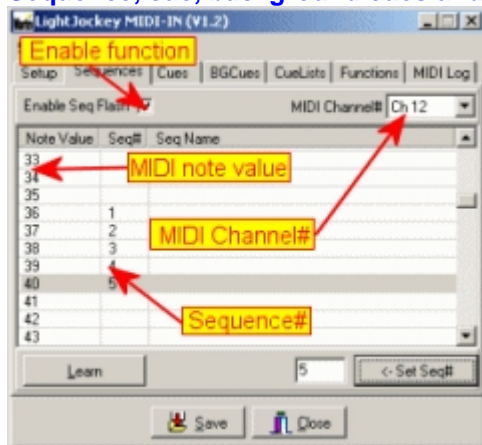 LightJockey MIDI-IN (V1.2)
Enable function
Setup Sequences Cues BGCues CueLists Functions MIDI Log
Enable Seq Flash MIDI Channel# Ch 12
Note Value Seq# Seq Name
33
MIDI note value
34
35
36 1
37 2
MIDI Channel#
38 3
39 4
40 5
41
42
Sequence#
43
Learn 5 <- Set Seq#
Save Close